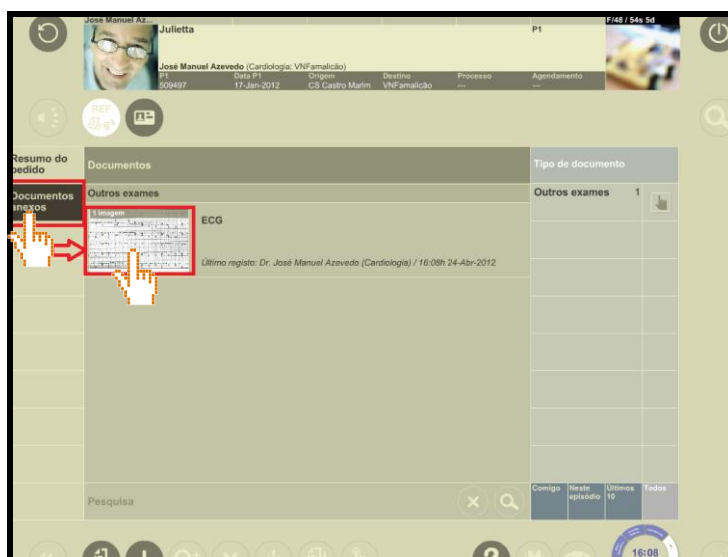 José Manuel Az...
Julietta
P1
F/48 / 54s 5d
José Manuel Azevedo (Cardiologia; VNFamalicão)
P1 Data P1 Origem Destino Processo Agendamento
509497 17-Jan-2012 CS Castro Marim VNFamalicão --- ---
REF
Resumo do
pedido
Documentos
Tipo de documento
Documentos
anexos
Outros exames
Outros exames 1
1 imagem
ECG
Último registo: Dr. José Manuel Azevedo (Cardiologia) / 16:08h 24-Abr-2012
Pesquisa
Comigo
Neste
episódio
Últimos
10
Todos
16:08